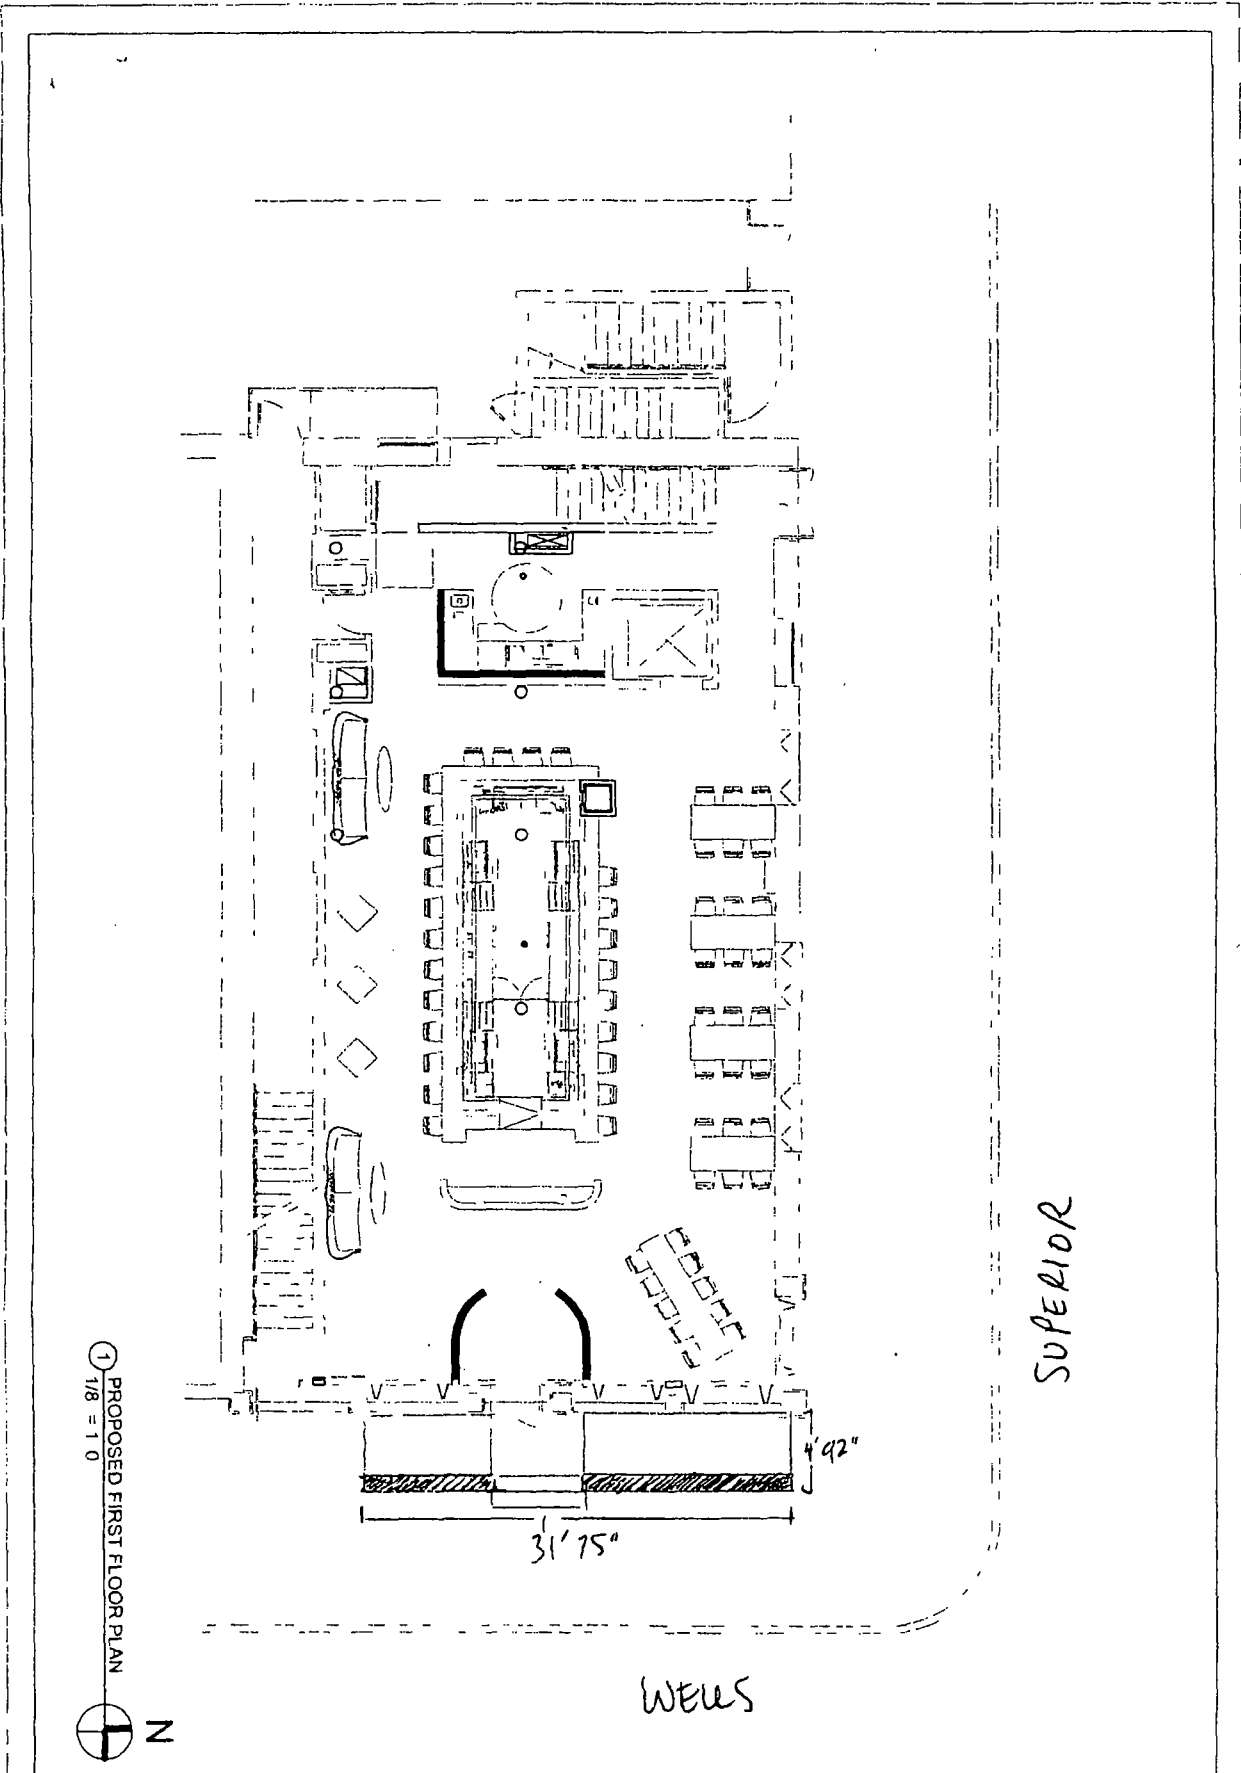 SUPERIOR
4'92"
31'75"
WELLS
1
PROPOSED FIRST FLOOR PLAN
1/8 = 1 0
N